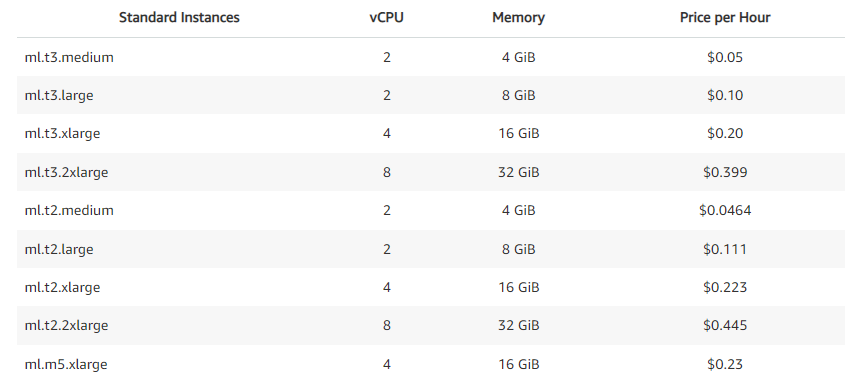 Standard Instances vCPU Memory Price per Hour
ml.t3.medium 2 4 GiB $0.05
ml.t3.large 2 8 GiB $0.10
ml.t3.xlarge 4 16 GiB $0.20
ml.t3.2xlarge 8 32 GiB $0.399
ml.t2.medium 2 4 GiB $0.0464
ml.t2.large 2 8 GiB $0.111
ml.t2.xlarge 4 16 GiB $0.223
ml.t2.2xlarge 8 32 GiB $0.445
ml.m5.xlarge 4 16 GiB $0.23